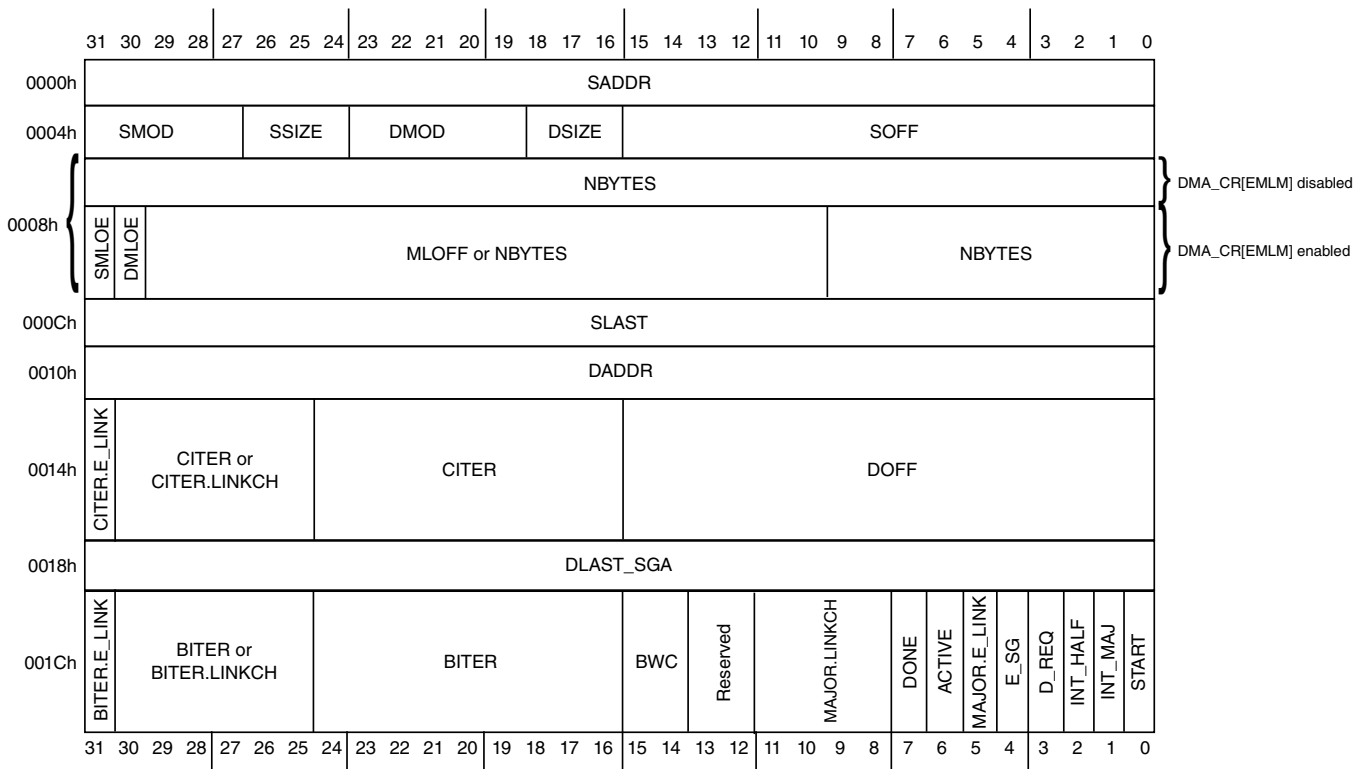 31 30 29 28 27 26 25 24 23 22 21 20 19 18 17 16 15 14 13 12 11 10 9 8 7 6 5 4 3 2 1 0
0000h SADDR
0004h SMOD SSIZE DMOD DSIZE SOFF
NBYTES DMA_CR[EMLM] disabled
0008h
SMLOE DMLOE MLOFF or NBYTES NBYTES DMA_CR[EMLM] enabled
000Ch SLAST
0010h DADDR
0014h CITER.E_LINK CITER or
CITER.LINKCH CITER DOFF
0018h DLAST_SGA
001Ch BITER.E_LINK BITER or
BITER.LINKCH BITER BWC Reserved MAJOR.LINKCH DONE ACTIVE MAJOR.E_LINK E_SG D_REQ INT_HALF INT_MAJ START
31 30 29 28 27 26 25 24 23 22 21 20 19 18 17 16 15 14 13 12 11 10 9 8 7 6 5 4 3 2 1 0